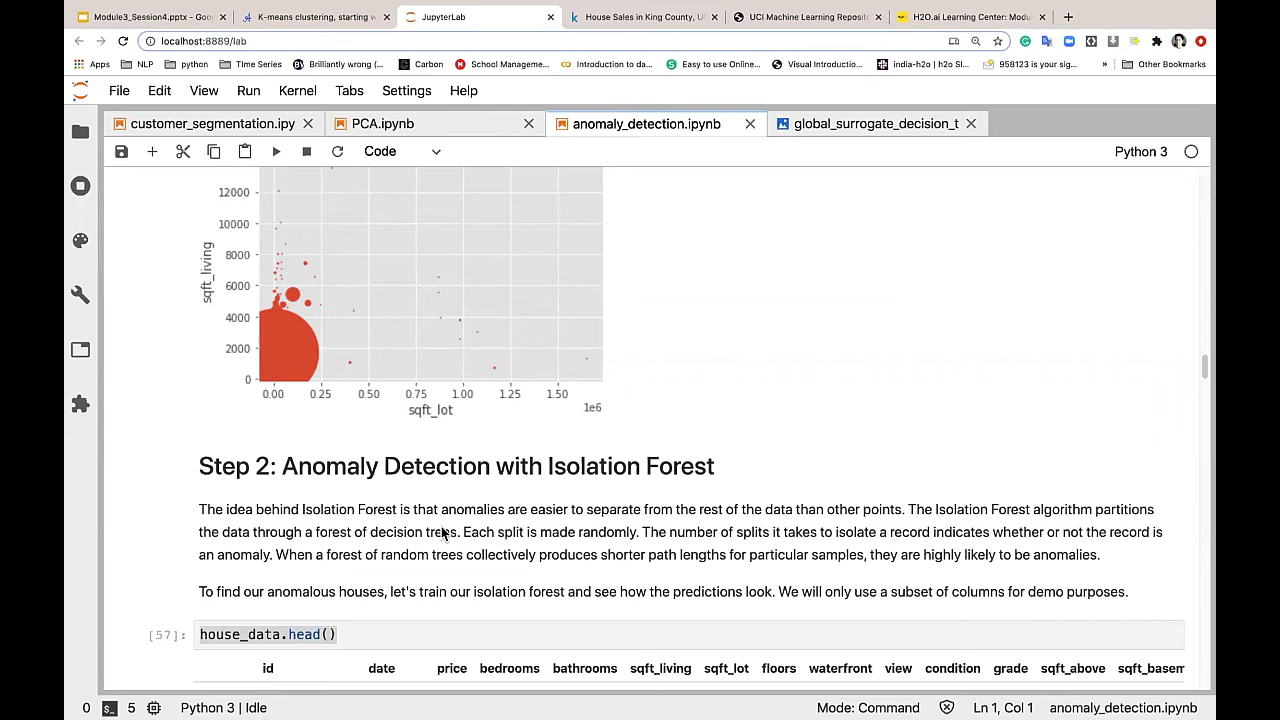 Module3_Session4.pptx - Goo
K-means clustering, starting w
JupyterLab
House Sales in King County, U
UCI Machine Learning Reposit
H2O.ai Learning Center: Modu
localhost:8889/lab
Apps
NLP
python
TIme Series
Brilliantly wrong (...
Carbon
School Manageme...
Introduction to da...
Easy to use Online...
Visual Introductio...
india-h2o | h2o Sl...
958123 is your sig...
»
Other Bookmarks
File
Edit
View
Run
Kernel
Tabs
Settings
Help
customer_segmentation.ipy
PCA.ipynb
anomaly_detection.ipynb
global_surrogate_decision_t
Code
Python 3
12000
10000
8000
6000
4000
2000
0
sqft_living
0.00
0.25
0.50
0.75
1.00
1.25
1.50
1e6
sqft_lot
Step 2: Anomaly Detection with Isolation Forest
The idea behind Isolation Forest is that anomalies are easier to separate from the rest of the data than other points. The Isolation Forest algorithm partitions
the data through a forest of decision trees. Each split is made randomly. The number of splits it takes to isolate a record indicates whether or not the record is
an anomaly. When a forest of random trees collectively produces shorter path lengths for particular samples, they are highly likely to be anomalies.
To find our anomalous houses, let's train our isolation forest and see how the predictions look. We will only use a subset of columns for demo purposes.
[57]:
house_data.head()
id date price bedrooms bathrooms sqft_living sqft_lot floors waterfront view condition grade sqft_above sqft_basem
0
5
Python 3 | Idle
Mode: Command
Ln 1, Col 1
anomaly_detection.ipynb